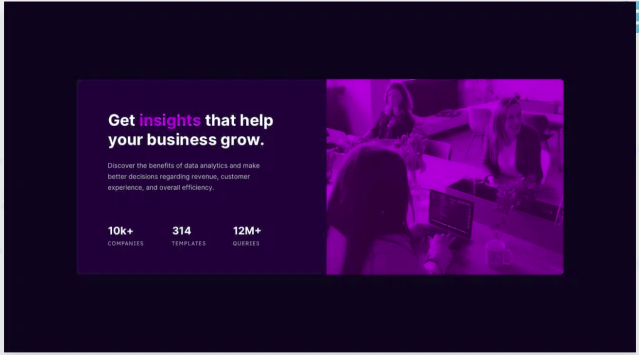 Get insights that help
your business grow.
Discover the benefits of data analytics and make
better decisions regarding revenue, customer
experience, and overall efficiency.
10k+ 314 12M+
COMPANIES TEMPLATES QUERIES